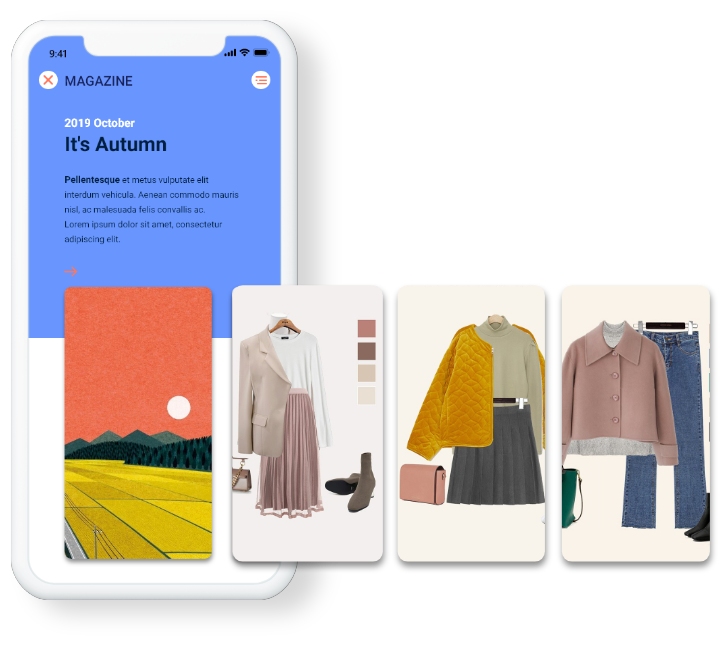 9:41
MAGAZINE
2019 October
It's Autumn
Pellentesque et metus vulputate elit
interdum vehicula. Aenean commodo mauris
nisl, ac malesuada felis convallis ac.
Lorem ipsum dolor sit amet, consectetur
adipiscing elit.